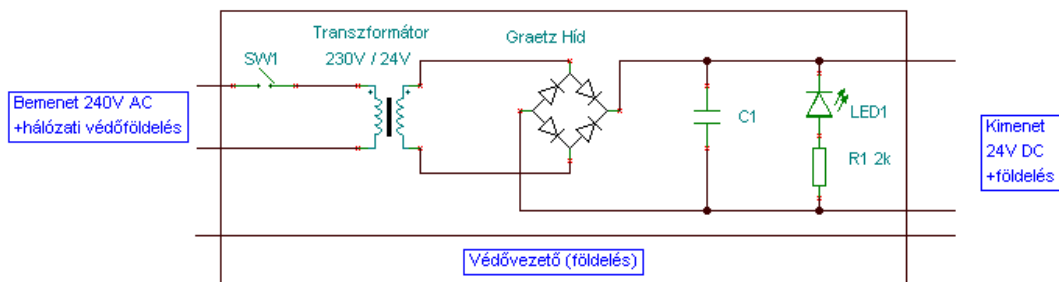 Transzformátor
230V / 24V
Graetz Híd
SW1
Bemenet 240V AC
+hálózati védőföldelés
C1
LED1
R1 2k
Kimenet
24V DC
+földelés
Védővezető (földelés)